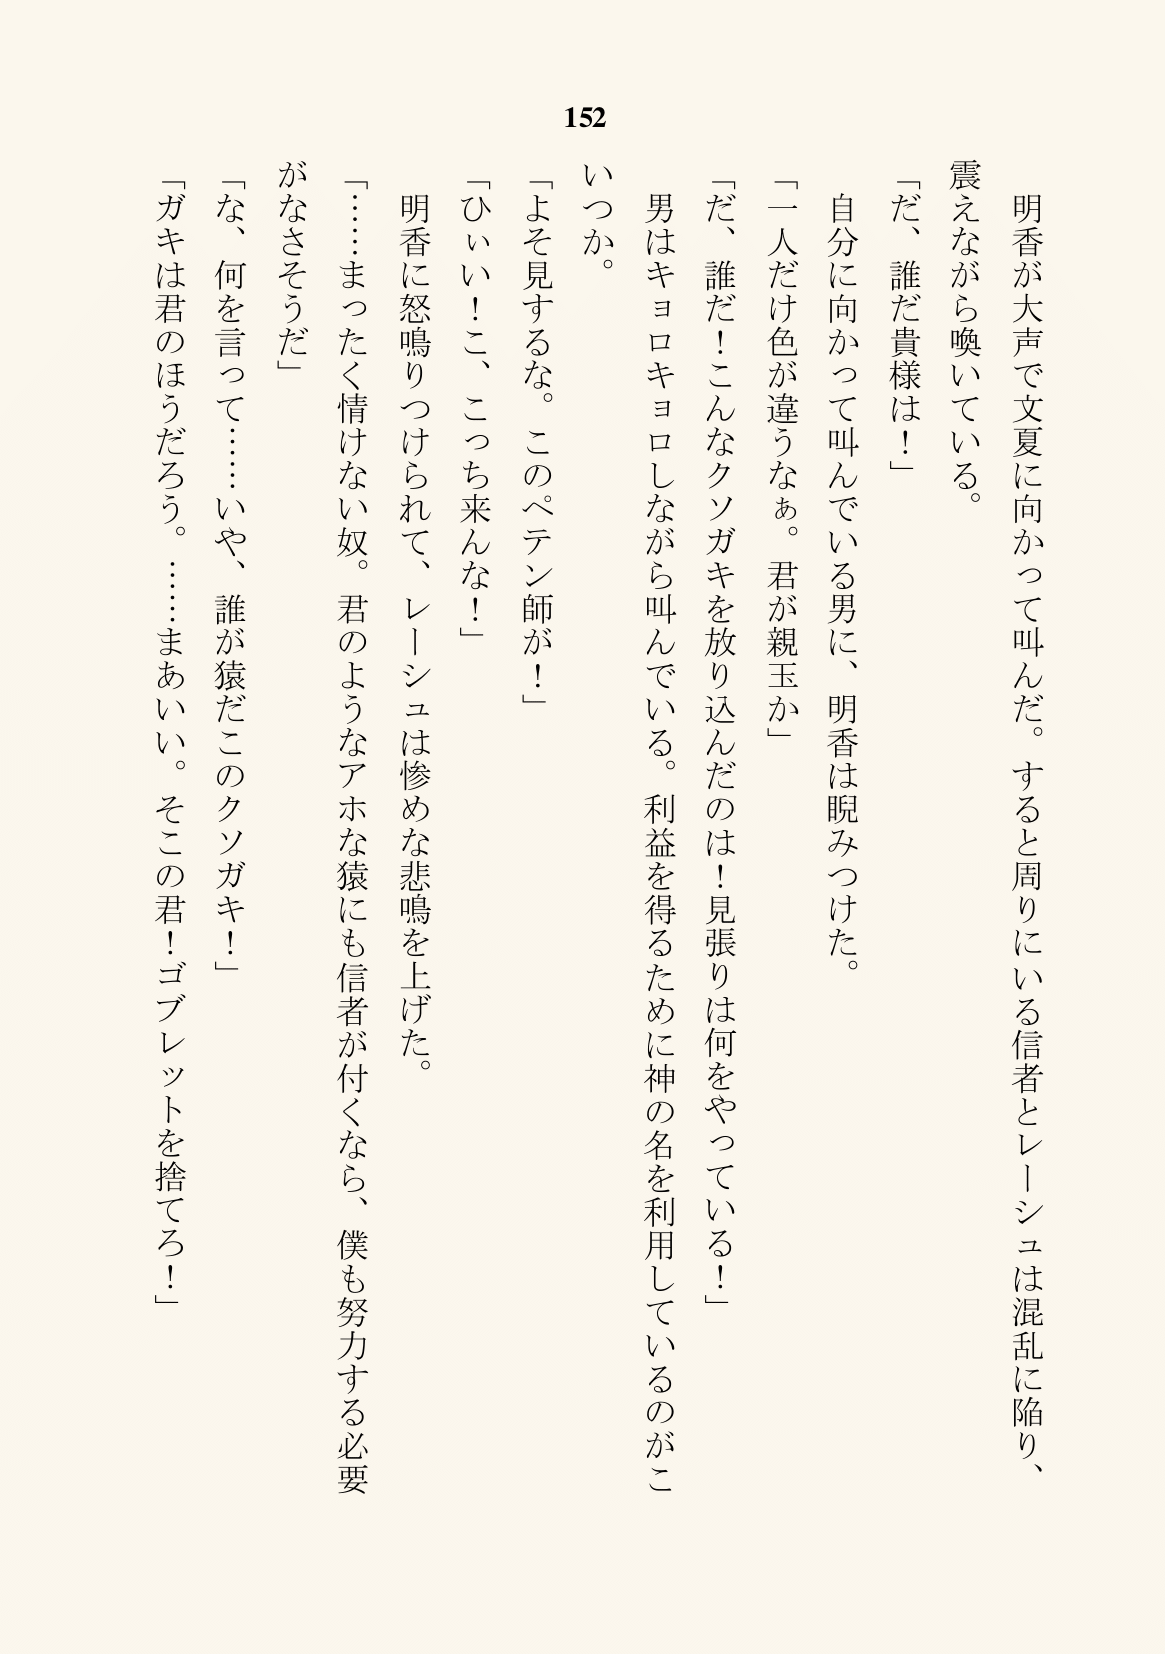 152
明香が大声で文夏に向かって叫んだ。すると周りにいる信者とレーシュは混乱に陥り、
震えながら喚いている。
「だ、誰だ貴様は！」
自分に向かって叫んでいる男に、明香は睨みつけた。
「一人だけ色が違うなぁ。君が親玉か」
「だ、誰だ！こんなクソガキを放り込んだのは！見張りは何をやっている！」
男はキョロキョロしながら叫んでいる。利益を得るために神の名を利用しているのがこ
いつか。
「よそ見するな。このペテン師が！」
「ひぃい！こ、こっち来んな！」
明香に怒鳴りつけられて、レーシュは惨めな悲鳴を上げた。
「……まったく情けない奴。君のようなアホな猿にも信者が付くなら、僕も努力する必要
がなさそうだ」
「な、何を言って……いや、誰が猿だこのクソガキ！」
「ガキは君のほうだろう。……まあいい。そこの君！ゴブレットを捨てろ！」